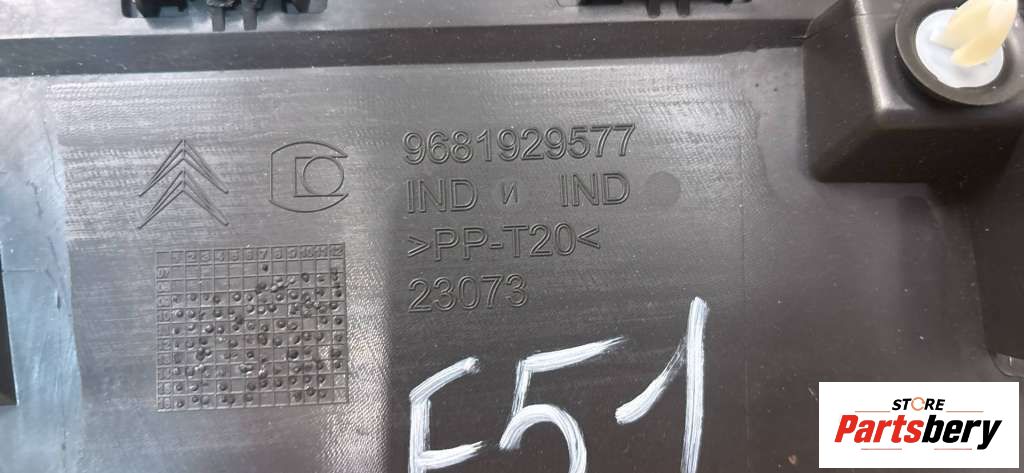 9681929577
IND и IND
>PP-T20<
23073
E51
STORE
Partsbery